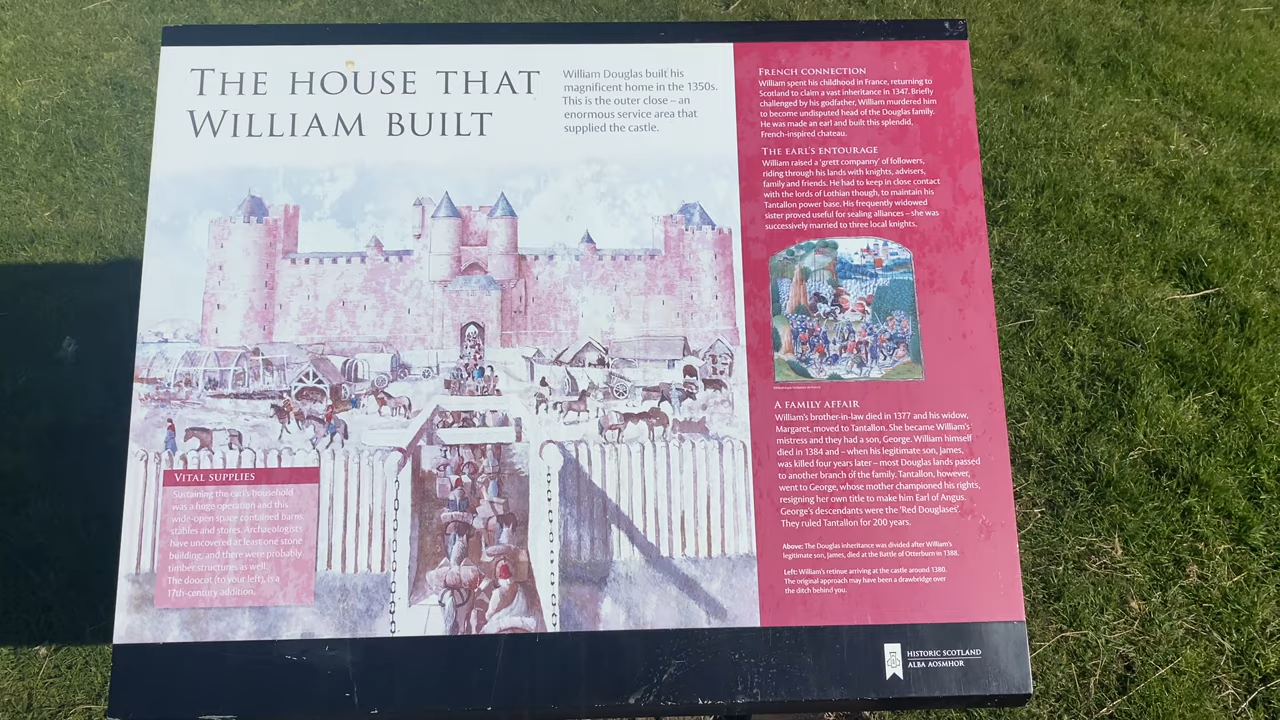 THE HOUSE THAT
WILLIAM BUILT
William Douglas built his
magnificent home in the 1350s.
This is the outer close – an
enormous service area that
supplied the castle.
VITAL SUPPLIES
Sustaining the earl's household
was a huge operation and this
wide-open space contained barns,
stables and stores. Archaeologists
have uncovered at least one stone
building, and there were probably
timber structures as well.
The doocot (to your left), is a
17th-century addition.
FRENCH CONNECTION
William spent his childhood in France, returning to
Scotland to claim a vast inheritance in 1347. Briefly
challenged by his godfather, William murdered him
to become undisputed head of the Douglas family.
He was made an earl and built this splendid,
French-inspired chateau.
THE EARL'S ENTOURAGE
William raised a 'grett companny' of followers,
riding through his lands with knights, advisers,
family and friends. He had to keep in close contact
with the lords of Lothian though, to maintain his
Tantallon power base. His frequently widowed
sister proved useful for sealing alliances – she was
successively married to three local knights.
A FAMILY AFFAIR
William's brother-in-law died in 1377 and his widow,
Margaret, moved to Tantallon. She became William's
mistress and they had a son, George. William himself
died in 1384 and – when his legitimate son, James,
was killed four years later – most Douglas lands passed
to another branch of the family. Tantallon, however,
went to George, whose mother championed his rights,
resigning her own title to make him Earl of Angus.
George's descendants were the 'Red Douglases'.
They ruled Tantallon for 200 years.
Above: The Douglas inheritance was divided after William's
legitimate son, James, died at the Battle of Otterburn in 1388.
Left: William's retinue arriving at the castle around 1380.
The original approach may have been a drawbridge over
the ditch behind you.
HISTORIC SCOTLAND
ALBA AOSMHOR